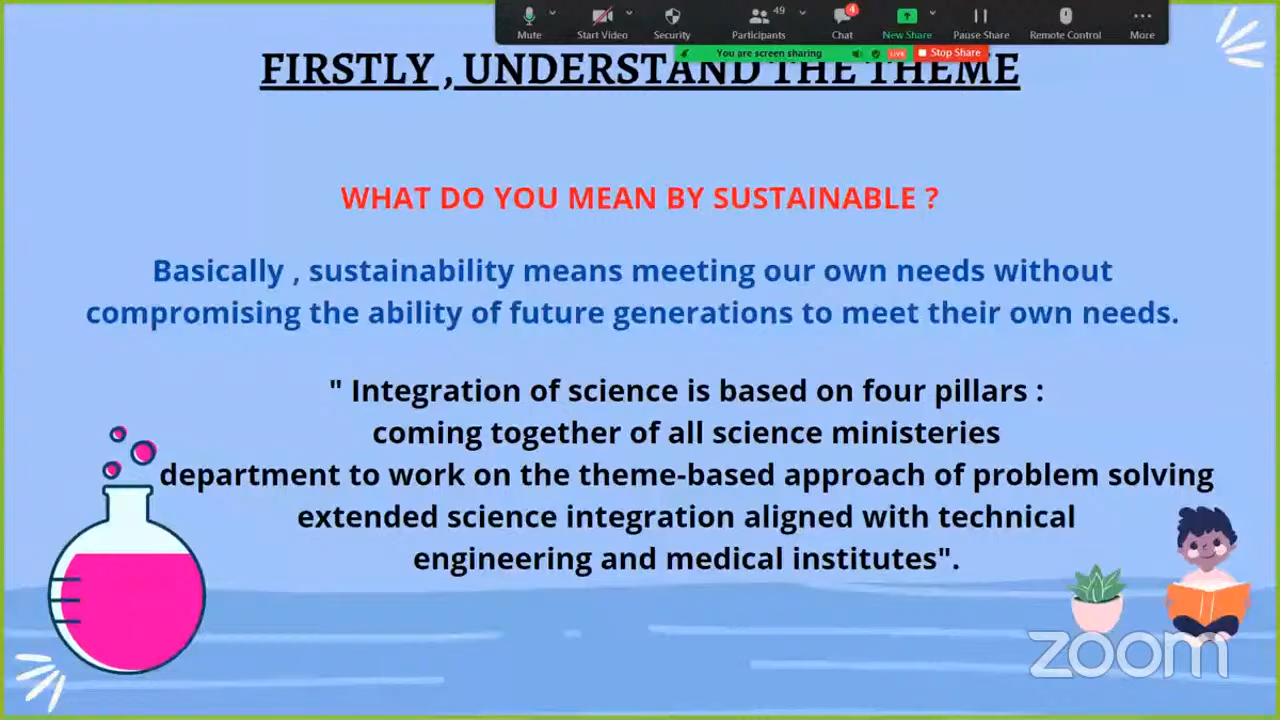 Mute
Start Video
Security
Participants
49
Chat
4
New Share
Pause Share
Remote Control
More
You are screen sharing
LIVE
Stop Share
FIRSTLY , UNDERSTAND THE THEME
WHAT DO YOU MEAN BY SUSTAINABLE ?
Basically , sustainability means meeting our own needs without
compromising the ability of future generations to meet their own needs.
" Integration of science is based on four pillars :
coming together of all science ministeries
department to work on the theme-based approach of problem solving
extended science integration aligned with technical
engineering and medical institutes".
zoom